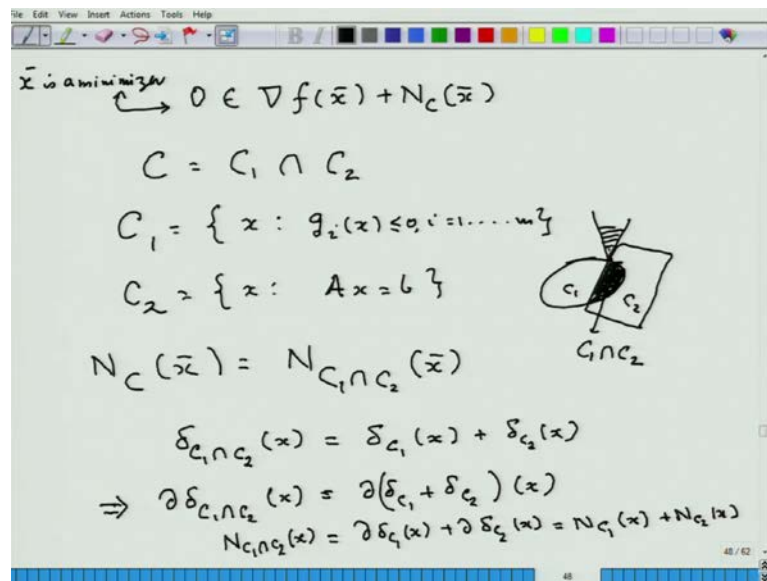 File Edit View Insert Actions Tools Help
B I
x̄ is a minimizer
0 ∈ ∇f(x̄) + N_C(x̄)
C = C₁ ∩ C₂
C₁ = { x : gᵢ(x) ≤ 0, i = 1 ..... m }
C₂ = { x : Ax = b }
C₁ C₂
C₁ ∩ C₂
N_C(x̄) = N_{C₁∩C₂}(x̄)
δ_{C₁∩C₂}(x) = δ_{C₁}(x) + δ_{C₂}(x)
⇒ ∂δ_{C₁∩C₂}(x) = ∂(δ_{C₁} + δ_{C₂})(x)
N_{C₁∩C₂}(x) = ∂δ_{C₁}(x) + ∂δ_{C₂}(x) = N_{C₁}(x) + N_{C₂}(x)
48 / 62
48